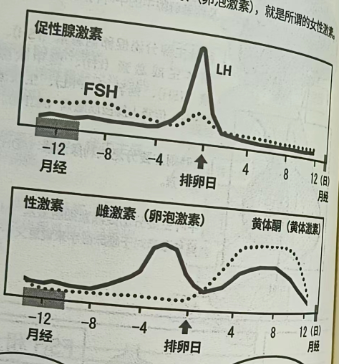 (卵泡激素)，就是所谓的女性激素
促性腺激素
FSH
LH
-12 -8 -4 4 8 12(日)
月经 排卵日 月经
性激素 雌激素（卵泡激素） 黄体酮（黄体激素）
-12 -8 -4 4 8 12(日)
月经 排卵日 月经